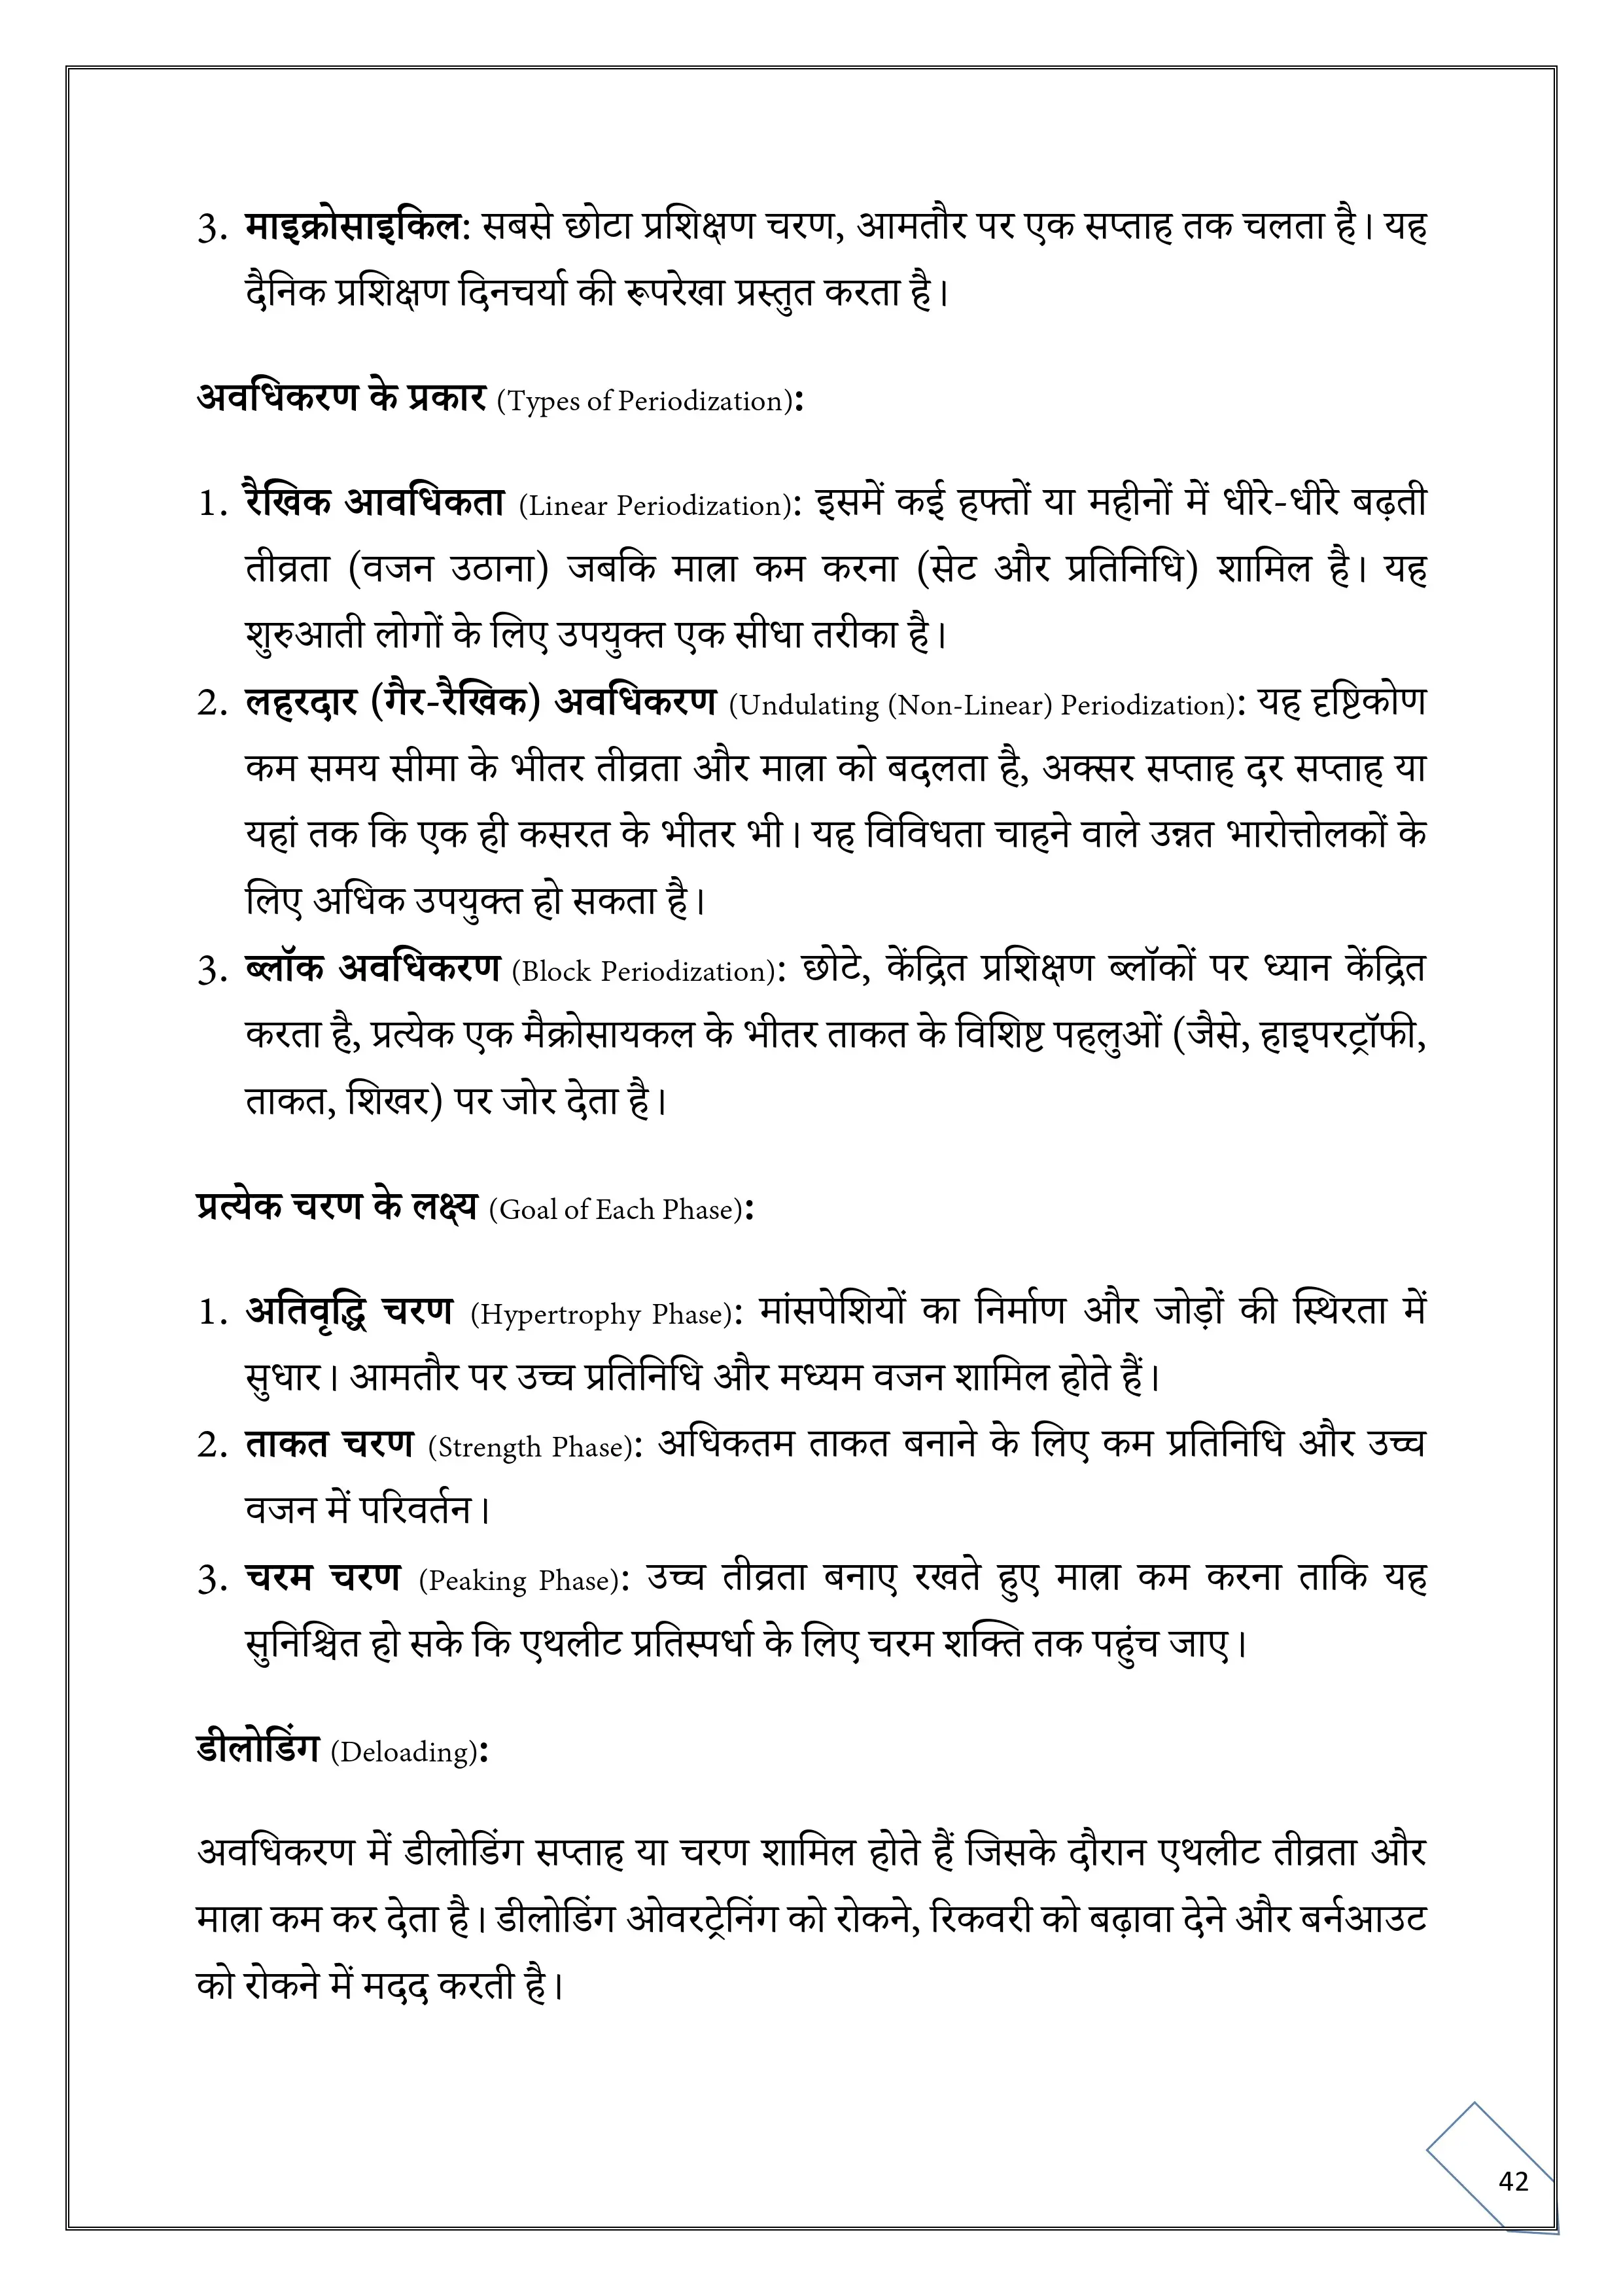 3. माइक्रोसाइकिल: सबसे छोटा प्रशिक्षण चरण, आमतौर पर एक सप्ताह तक चलता है। यह
दैनिक प्रशिक्षण दिनचर्या की रूपरेखा प्रस्तुत करता है।
अवधिकरण के प्रकार (Types of Periodization):
1. रैखिक आवधिकता (Linear Periodization): इसमें कई हफ्तों या महीनों में धीरे-धीरे बढ़ती
तीव्रता (वजन उठाना) जबकि मात्रा कम करना (सेट और प्रतिनिधि) शामिल है। यह
शुरुआती लोगों के लिए उपयुक्त एक सीधा तरीका है।
2. लहरदार (गैर-रैखिक) अवधिकरण (Undulating (Non-Linear) Periodization): यह दृष्टिकोण
कम समय सीमा के भीतर तीव्रता और मात्रा को बदलता है, अक्सर सप्ताह दर सप्ताह या
यहां तक कि एक ही कसरत के भीतर भी। यह विविधता चाहने वाले उन्नत भारोत्तोलकों के
लिए अधिक उपयुक्त हो सकता है।
3. ब्लॉक अवधिकरण (Block Periodization): छोटे, केंद्रित प्रशिक्षण ब्लॉकों पर ध्यान केंद्रित
करता है, प्रत्येक एक मैक्रोसायकल के भीतर ताकत के विशिष्ट पहलुओं (जैसे, हाइपरट्रॉफी,
ताकत, शिखर) पर जोर देता है।
प्रत्येक चरण के लक्ष्य (Goal of Each Phase):
1. अतिवृद्धि चरण (Hypertrophy Phase): मांसपेशियों का निर्माण और जोड़ों की स्थिरता में
सुधार। आमतौर पर उच्च प्रतिनिधि और मध्यम वजन शामिल होते हैं।
2. ताकत चरण (Strength Phase): अधिकतम ताकत बनाने के लिए कम प्रतिनिधि और उच्च
वजन में परिवर्तन।
3. चरम चरण (Peaking Phase): उच्च तीव्रता बनाए रखते हुए मात्रा कम करना ताकि यह
सुनिश्चित हो सके कि एथलीट प्रतिस्पर्धा के लिए चरम शक्ति तक पहुंच जाए।
डीलोडिंग (Deloading):
अवधिकरण में डीलोडिंग सप्ताह या चरण शामिल होते हैं जिसके दौरान एथलीट तीव्रता और
मात्रा कम कर देता है। डीलोडिंग ओवरट्रेनिंग को रोकने, रिकवरी को बढ़ावा देने और बर्नआउट
को रोकने में मदद करती है।
42